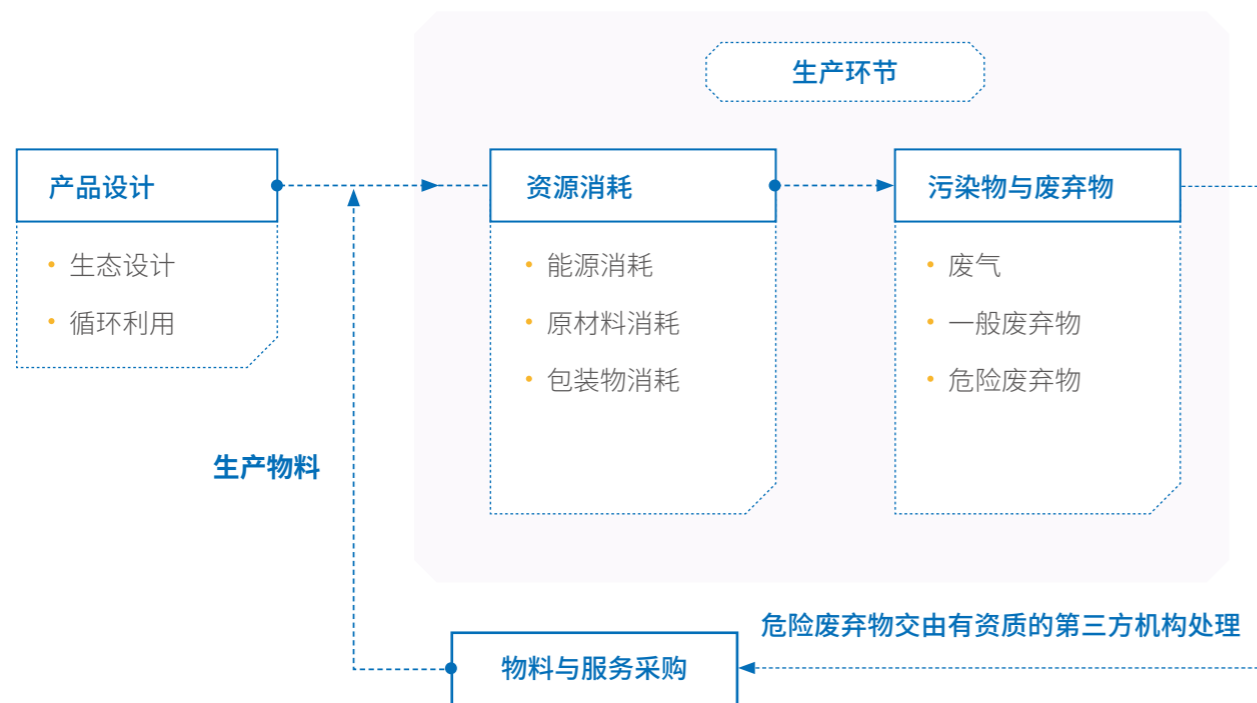 生产环节
产品设计
生态设计
循环利用
资源消耗
能源消耗
原材料消耗
包装物消耗
污染物与废弃物
废气
一般废弃物
危险废弃物
生产物料
危险废弃物交由有资质的第三方机构处理
物料与服务采购